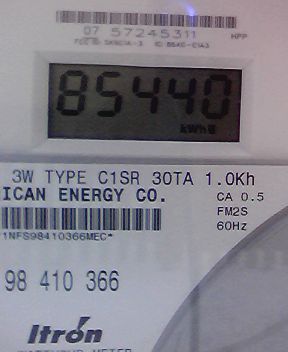 07 57245311 HPP
85440
kWh
3W TYPE C1SR 30TA 1.0Kh
ICAN ENERGY CO. CA 0.5
FM2S
60Hz
1NFS98410366MEC*
98 410 366
Itron